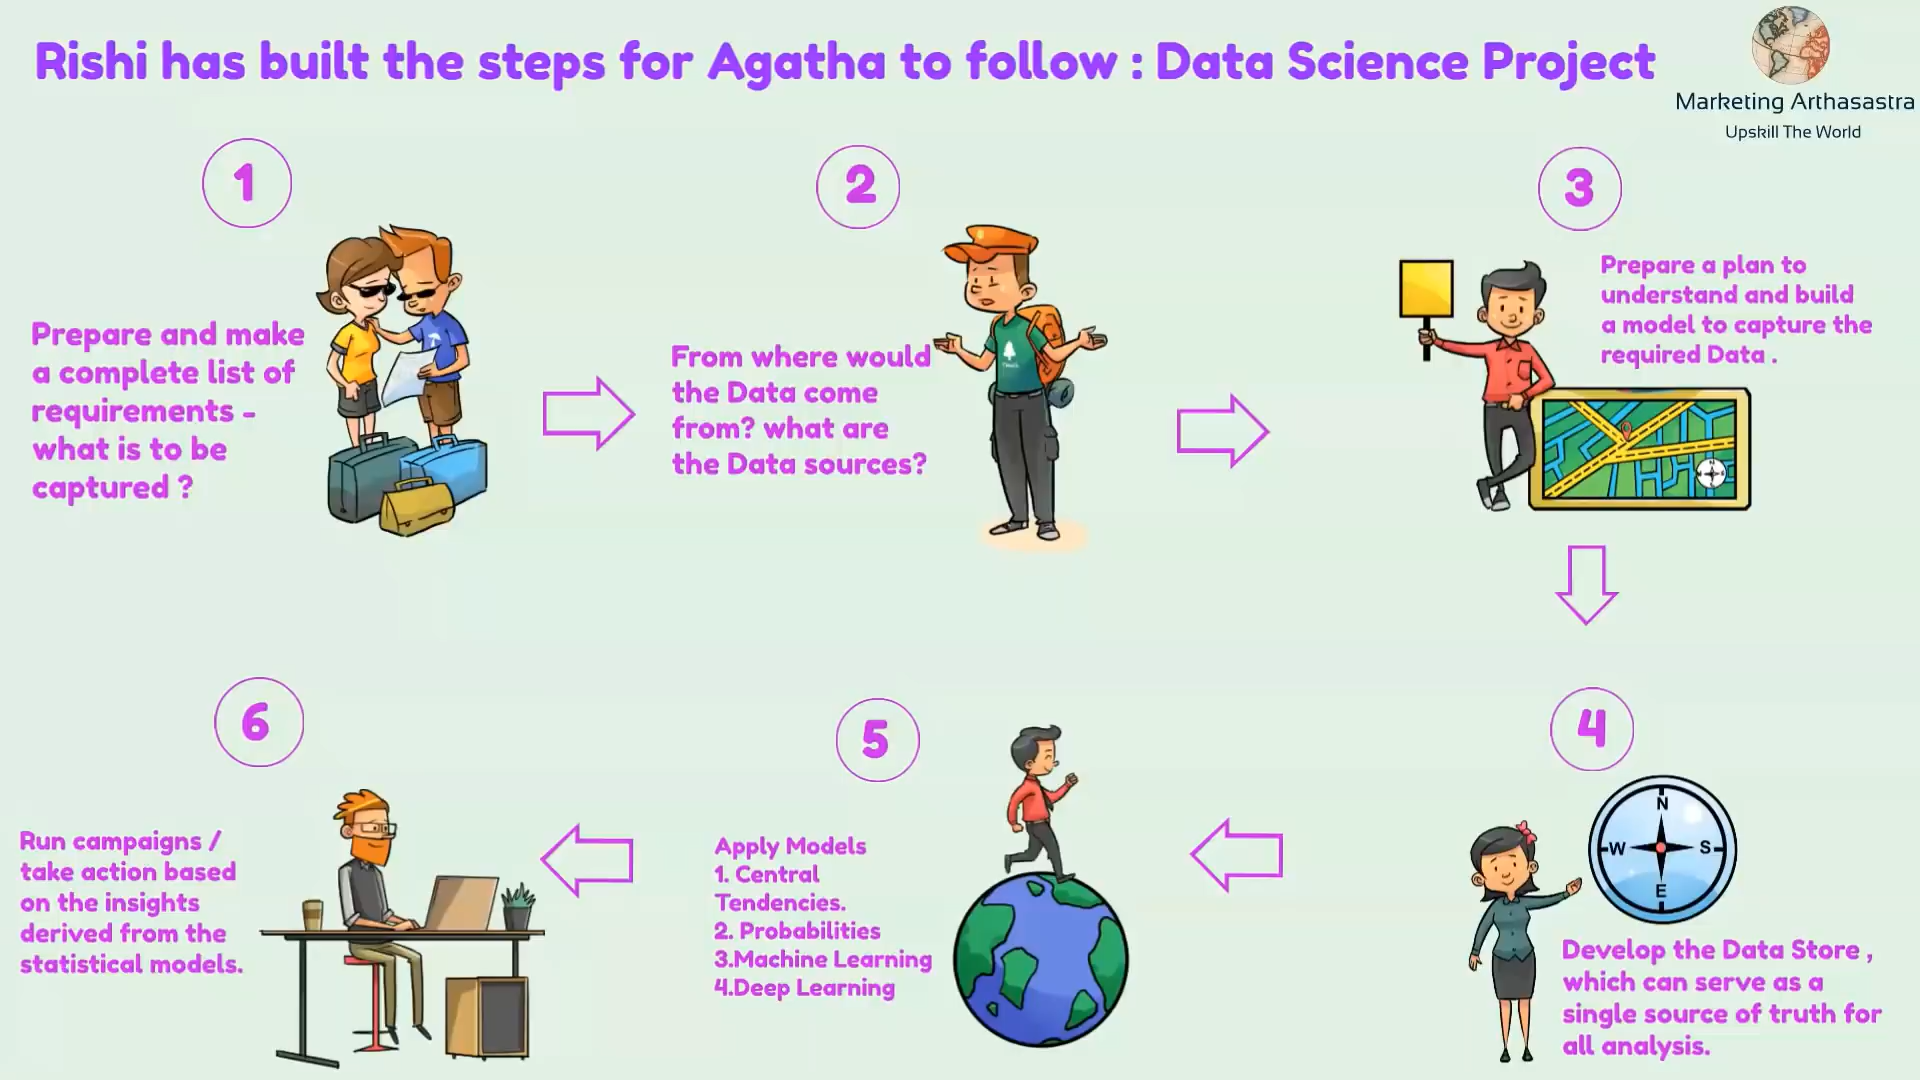 Rishi has built the steps for Agatha to follow : Data Science Project
Marketing Arthasastra
Upskill The World
1
Prepare and make
a complete list of
requirements -
what is to be
captured ?
2
From where would
the Data come
from? what are
the Data sources?
3
Prepare a plan to
understand and build
a model to capture the
required Data .
4
N
W
S
E
Develop the Data Store ,
which can serve as a
single source of truth for
all analysis.
5
Apply Models
1. Central
Tendencies.
2. Probabilities
3.Machine Learning
4.Deep Learning
6
Run campaigns /
take action based
on the insights
derived from the
statistical models.